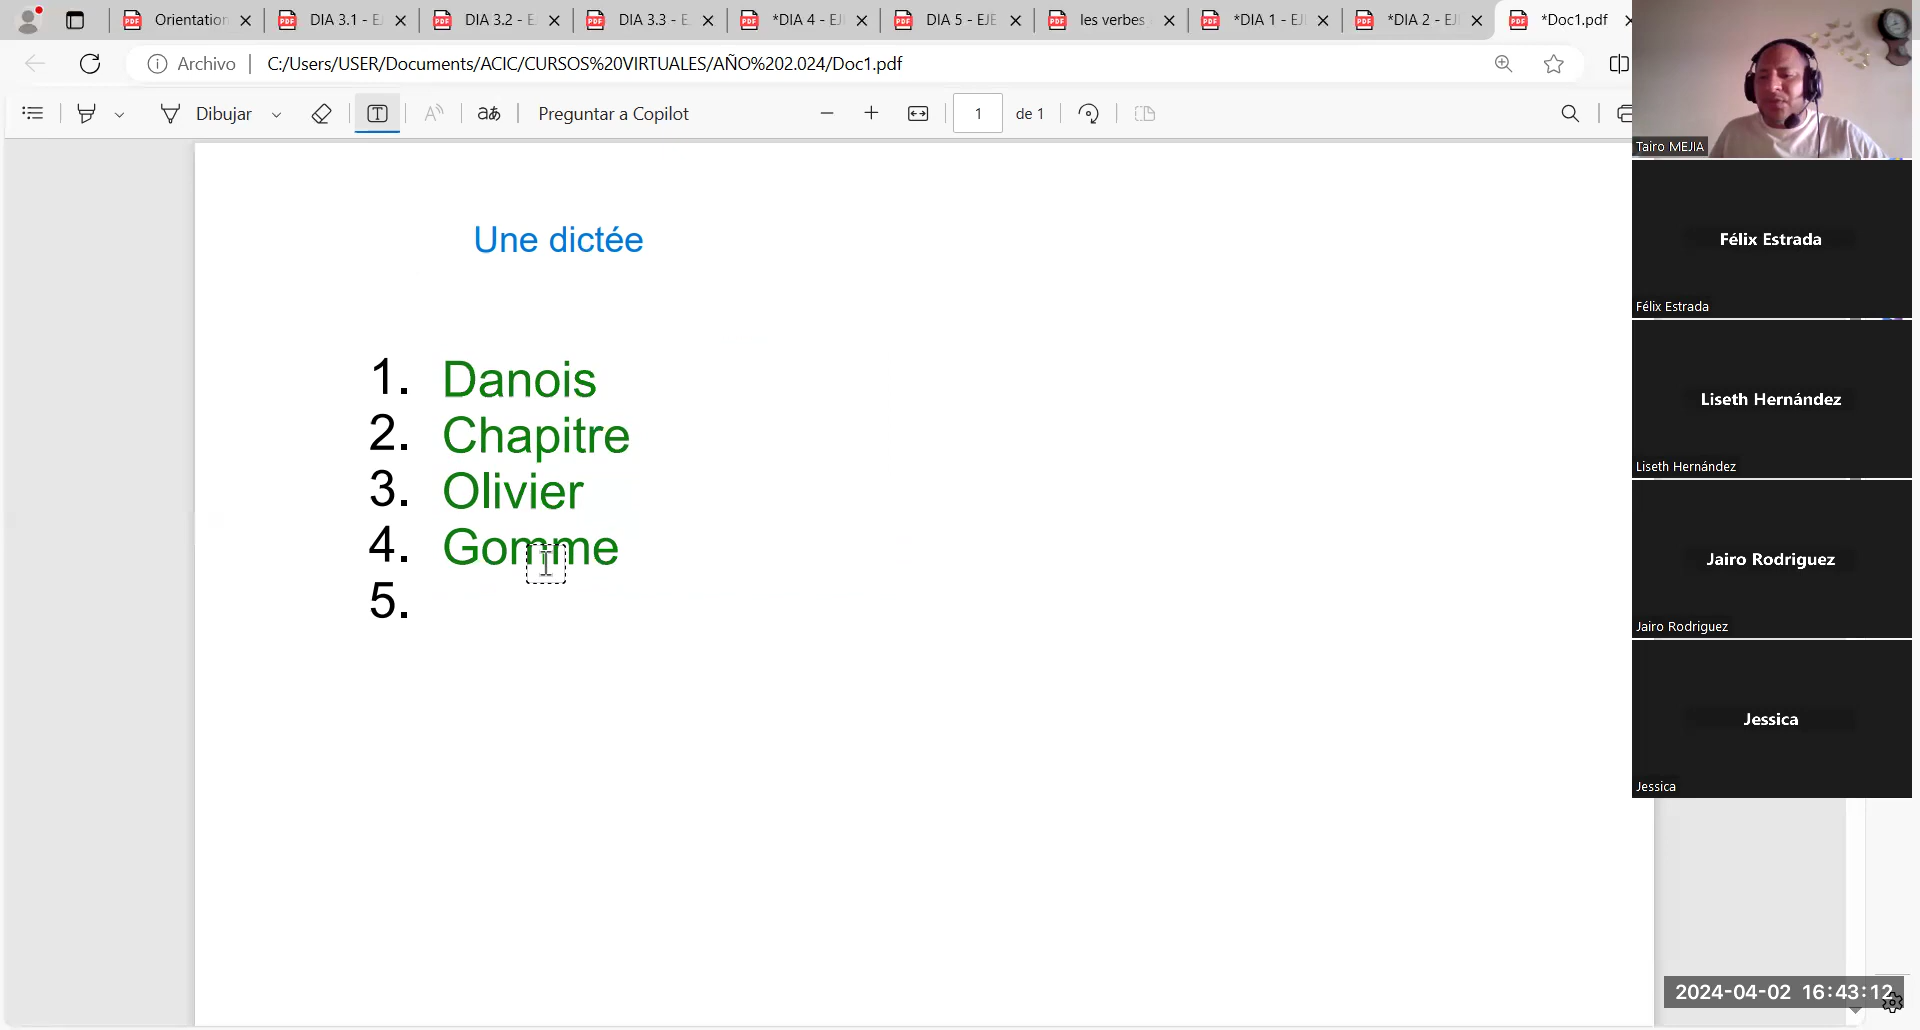 Orientation
DIA 3.1 - E
DIA 3.2 - E
DIA 3.3 - E
*DIA 4 - EJ
DIA 5 - EJE
les verbes
*DIA 1 - EJ
*DIA 2 - EJ
*Doc1.pdf
Archivo
C:/Users/USER/Documents/ACIC/CURSOS%20VIRTUALES/AÑO%202.024/Doc1.pdf
Dibujar
T
aあ
Preguntar a Copilot
1
de 1
Tairo MEJIA
Une dictée
1. Danois
2. Chapitre
3. Olivier
4. Gomme
5.
Félix Estrada
Félix Estrada
Liseth Hernández
Liseth Hernández
Jairo Rodriguez
Jairo Rodriguez
Jessica
Jessica
2024-04-02 16:43:12